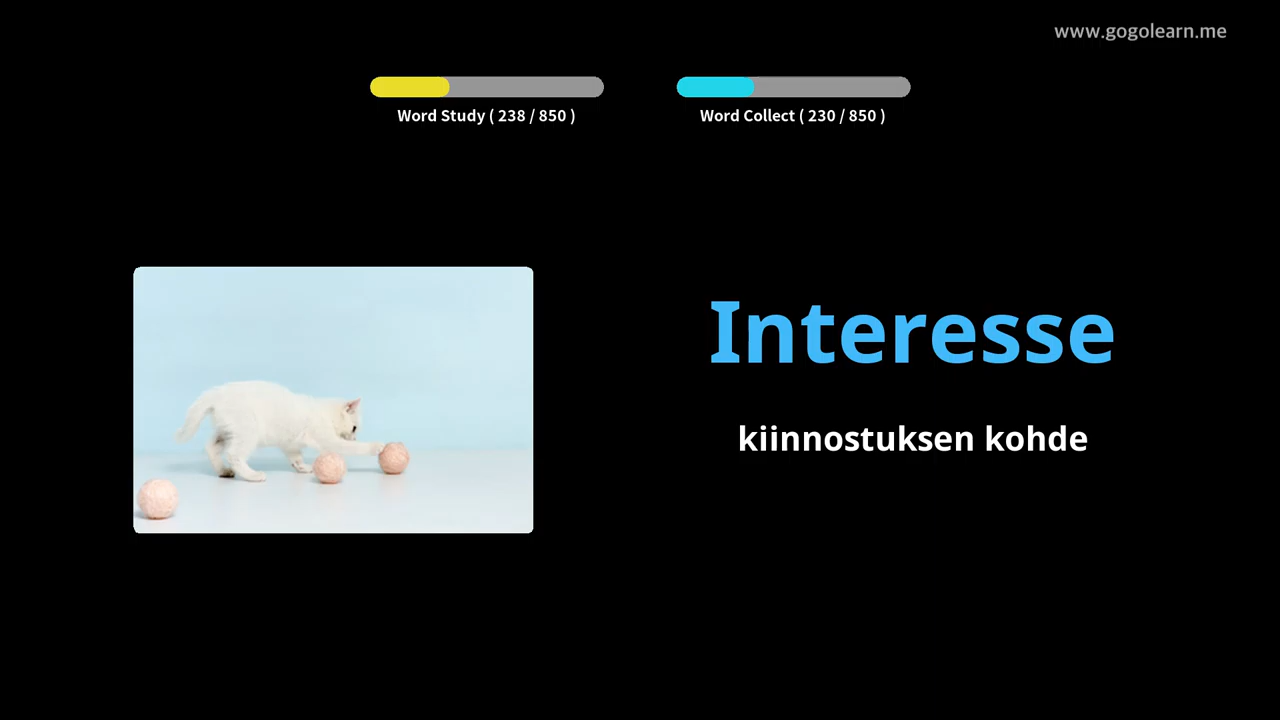 www.gogolearn.me
Word Study ( 238 / 850 )
Word Collect ( 230 / 850 )
Interesse
kiinnostuksen kohde